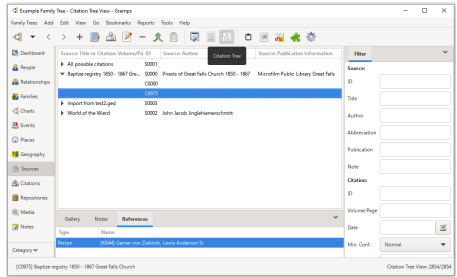 Example Family Tree - Citation Tree View - Gramps
Family Trees Add Edit View Go Bookmarks Reports Tools Windows Help
Dashboard
People
Relationships
Families
Charts
Events
Places
Geography
Sources
Citations
Repositories
Media
Notes
Category
Source: Title or Citation: Volume/Pa ID Source: Author Source: Publication Information
Citation Tree
All possible citations S0001
Baptize registry 1850 - 1867 Gre... S0000 Priests of Great Falls Church 1850 - 1867 Microfilm Public Library Great Falls
C0000
C0975
Import from test2.ged S0003
World of the Wierd S0002 John Jacob Jinglehiemerschmitt
Gallery Notes References
Type Name
Person [I0044] Garner von Zieliński, Lewis Anderson Sr
Filter
Source:
ID
Title
Author
Abbreviation
Publication
Note
Citation:
ID
Volume/Page
Date
Min. Conf. Normal
[C0975] Baptize registry 1850 - 1867 Great Falls Church
Citation Tree View: 2854/2854